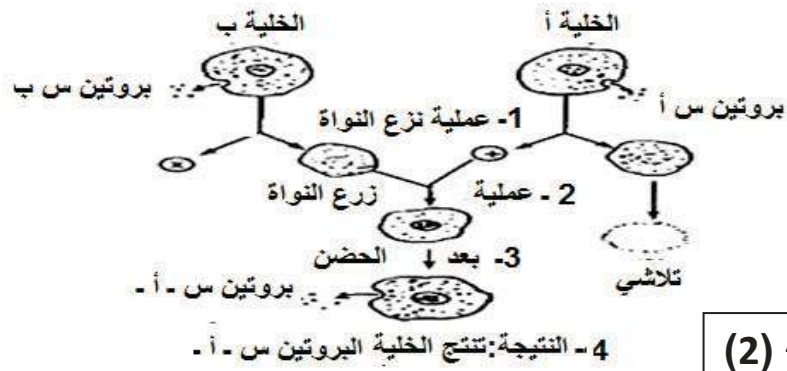 الخلية أ
الخلية ب
بروتين س أ
بروتين س ب
1- عملية نزع النواة
2 - عملية زرع النواة
تلاشي
3- بعد الحضن
بروتين س - أ -
4 - النتيجة: تنتج الخلية البروتين س - أ -
(2)